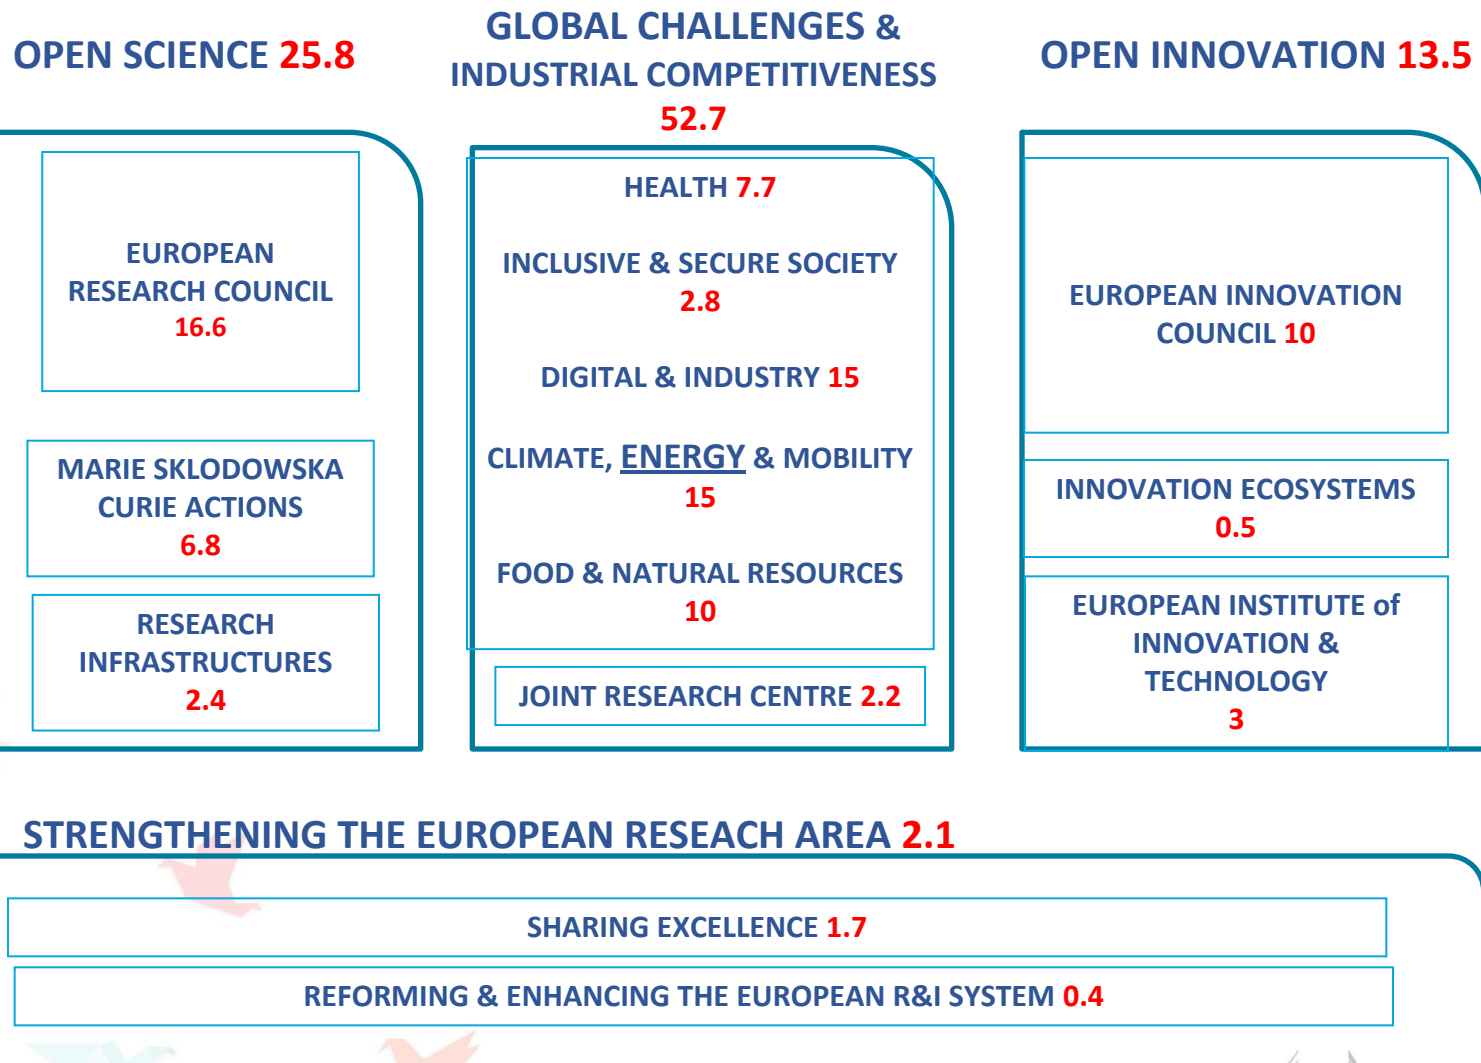 OPEN SCIENCE 25.8
GLOBAL CHALLENGES &
INDUSTRIAL COMPETITIVENESS
52.7
OPEN INNOVATION 13.5
EUROPEAN
RESEARCH COUNCIL
16.6
MARIE SKLODOWSKA
CURIE ACTIONS
6.8
RESEARCH
INFRASTRUCTURES
2.4
HEALTH 7.7
INCLUSIVE & SECURE SOCIETY
2.8
DIGITAL & INDUSTRY 15
CLIMATE, ENERGY & MOBILITY
15
FOOD & NATURAL RESOURCES
10
JOINT RESEARCH CENTRE 2.2
EUROPEAN INNOVATION
COUNCIL 10
INNOVATION ECOSYSTEMS
0.5
EUROPEAN INSTITUTE of
INNOVATION &
TECHNOLOGY
3
STRENGTHENING THE EUROPEAN RESEACH AREA 2.1
SHARING EXCELLENCE 1.7
REFORMING & ENHANCING THE EUROPEAN R&I SYSTEM 0.4